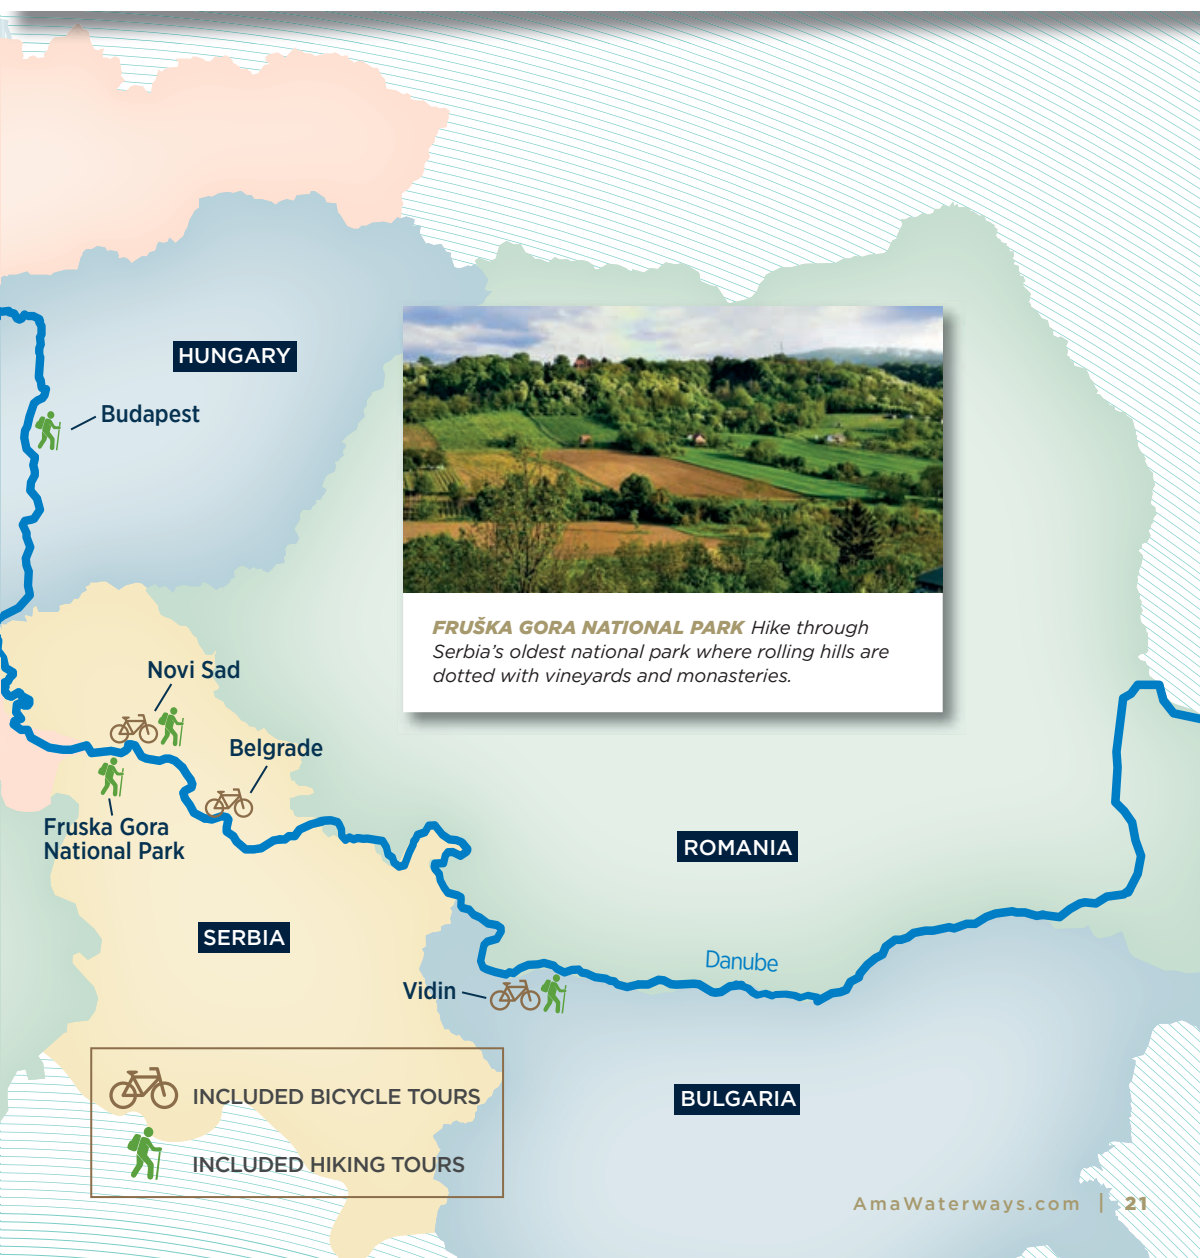 HUNGARY
Budapest
FRUŠKA GORA NATIONAL PARK Hike through
Serbia’s oldest national park where rolling hills are
dotted with vineyards and monasteries.
Novi Sad
Belgrade
Fruska Gora
National Park
ROMANIA
SERBIA
Danube
Vidin
INCLUDED BICYCLE TOURS
BULGARIA
INCLUDED HIKING TOURS
AmaWaterways.com | 21